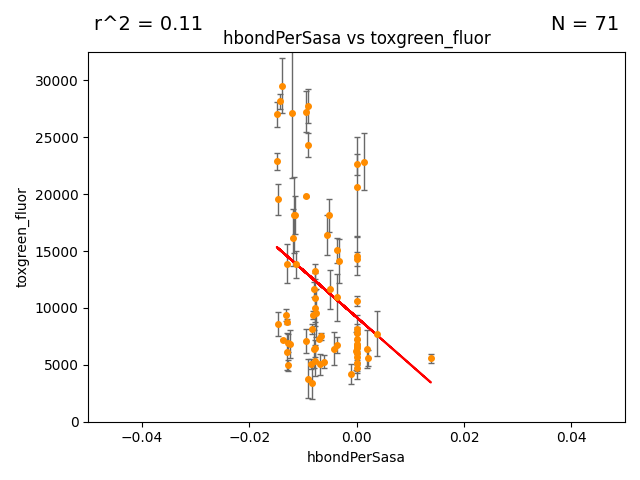 r^2 = 0.11
N = 71
hbondPerSasa vs toxgreen_fluor
toxgreen_fluor
30000
25000
20000
15000
10000
5000
0
−0.04
−0.02
0.00
0.02
0.04
hbondPerSasa